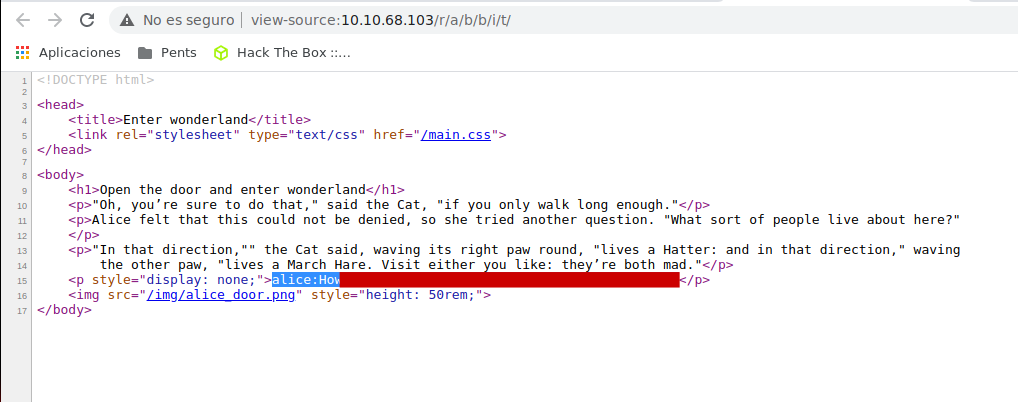 No es seguro | view-source:10.10.68.103/r/a/b/b/i/t/
Aplicaciones Pents Hack The Box ::...
1 <!DOCTYPE html>
2
3 <head>
4 <title>Enter wonderland</title>
5 <link rel="stylesheet" type="text/css" href="/main.css">
6 </head>
7
8 <body>
9 <h1>Open the door and enter wonderland</h1>
10 <p>"Oh, you’re sure to do that," said the Cat, "if you only walk long enough."</p>
11 <p>Alice felt that this could not be denied, so she tried another question. "What sort of people live about here?"
12 </p>
13 <p>"In that direction,"" the Cat said, waving its right paw round, "lives a Hatter: and in that direction," waving
14 the other paw, "lives a March Hare. Visit either you like: they’re both mad."</p>
15 <p style="display: none;">alice:How</p>
16 <img src="/img/alice_door.png" style="height: 50rem;">
17 </body>